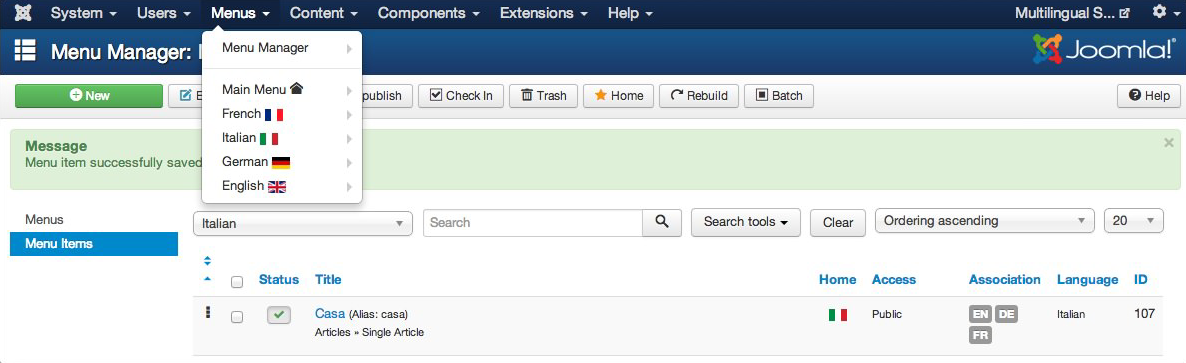 System Users Menus Content Components Extensions Help Multilingual S...
Menu Manager:
Joomla!®
Menu Manager
Main Menu
French
Italian
German
English
New publish Check In Trash Home Rebuild Batch Help
Message
Menu item successfully saved
Menus
Menu Items
Italian Search Search tools Clear Ordering ascending 20
Status Title Home Access Association Language ID
Casa (Alias: casa) Public EN DE Italian 107
Articles » Single Article FR